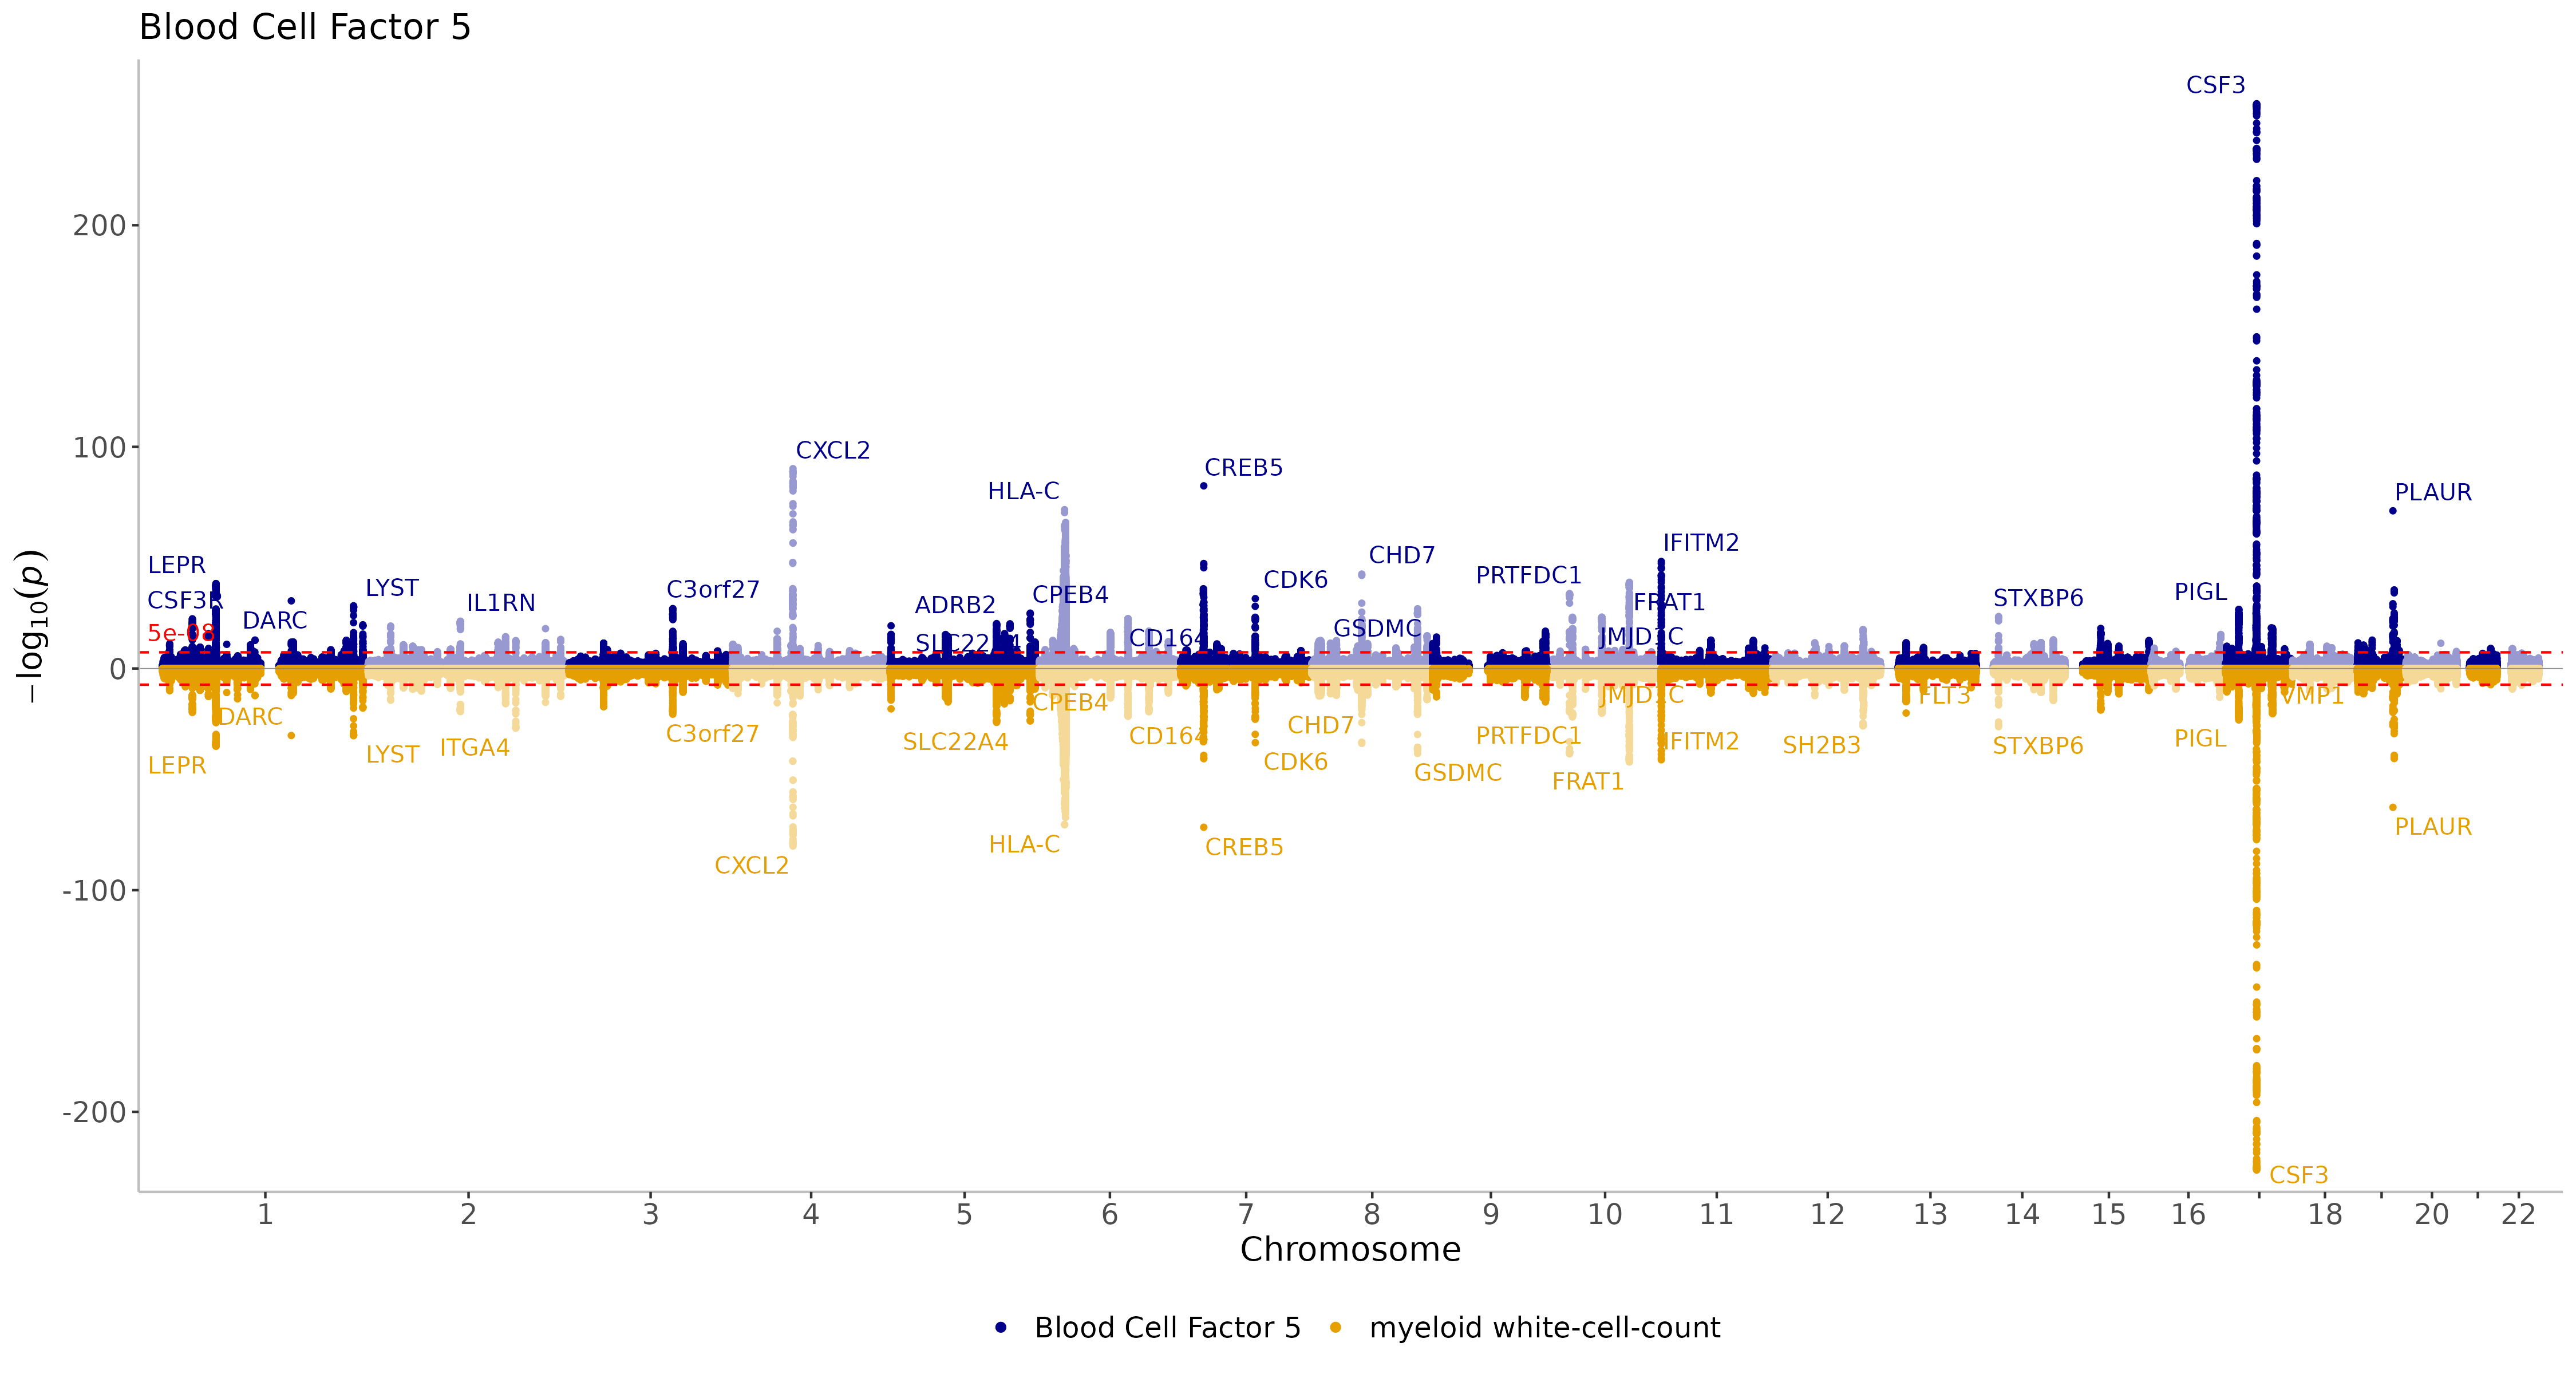 Blood Cell Factor 5
CSF3
200
CXCL2
100
CREB5
HLA-C
PLAUR
IFITM2
CHD7
LEPR
PRTFDC1
CDK6
LYST
C3orf27
PIGL
CSF3R
IL1RN
ADRB2
CPEB4
FRAT1
STXBP6
DARC
GSDMC
5e-08
SLC22A4
CD164
JMJD1C
−log10(p)
0
CPEB4
JMJD1C
FLT3
VMP1
DARC
CHD7
C3orf27
CD164
PRTFDC1
PIGL
LEPR
LYST
ITGA4
SLC22A4
CDK6
IFITM2
SH2B3
STXBP6
GSDMC
FRAT1
PLAUR
HLA-C
CREB5
CXCL2
-100
-200
CSF3
1 2 3 4 5 6 7 8 9 10 11 12 13 14 15 16 18 20 22
Chromosome
Blood Cell Factor 5 myeloid white-cell-count